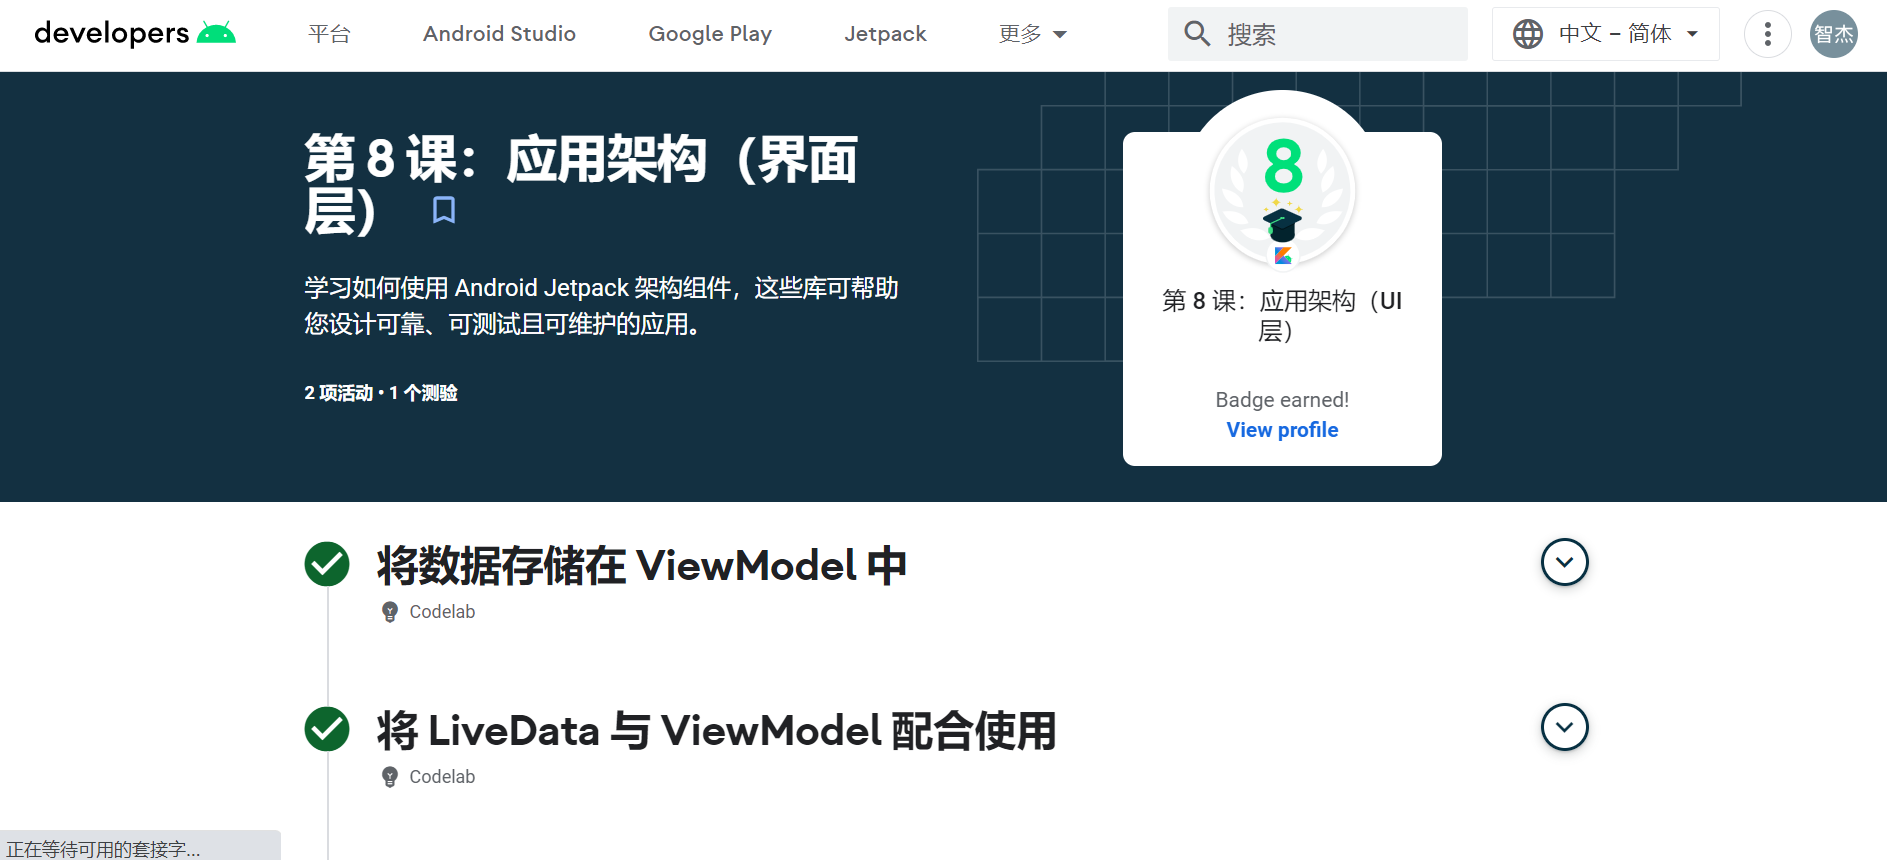 developers
平台
Android Studio
Google Play
Jetpack
更多
搜索
中文 – 简体
智杰
第 8 课：应用架构（界面
层）
学习如何使用 Android Jetpack 架构组件，这些库可帮助
您设计可靠、可测试且可维护的应用。
2 项活动 • 1 个测验
8
第 8 课：应用架构（UI
层）
Badge earned!
View profile
将数据存储在 ViewModel 中
Codelab
将 LiveData 与 ViewModel 配合使用
Codelab
正在等待可用的套接字...